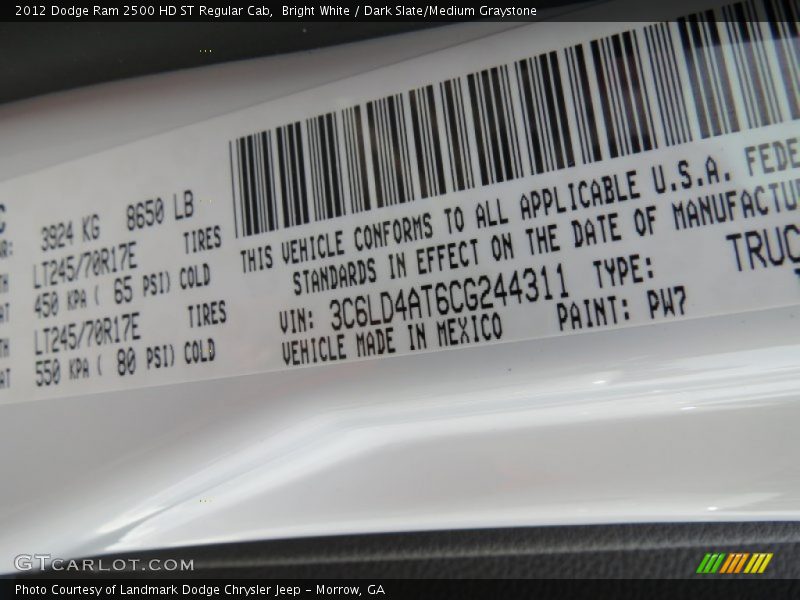 2012 Dodge Ram 2500 HD ST Regular Cab,  Bright White / Dark Slate/Medium Graystone
3924 KG 8650 LB
LT245/70R17E TIRES
450 KPA ( 65 PSI) COLD
LT245/70R17E TIRES
550 KPA ( 80 PSI) COLD
THIS VEHICLE CONFORMS TO ALL APPLICABLE U.S.A. FEDE
STANDARDS IN EFFECT ON THE DATE OF MANUFACTU
VIN: 3C6LD4AT6CG244311 TYPE: TRUC
VEHICLE MADE IN MEXICO PAINT: PW7
GTCARLOT.COM
Photo Courtesy of Landmark Dodge Chrysler Jeep – Morrow, GA